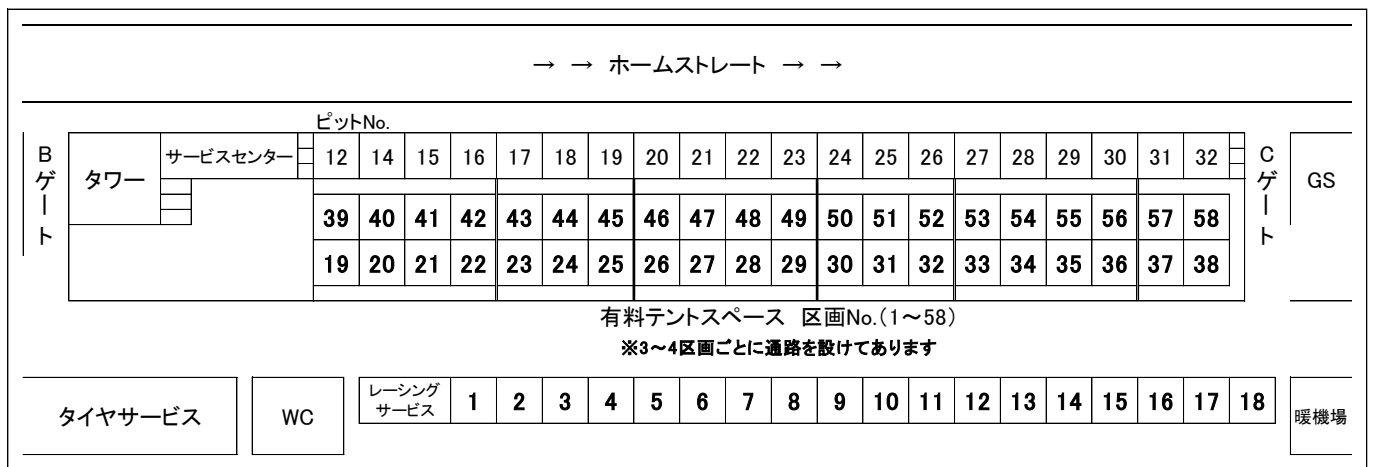 → → ホームストレート → →
ピットNo.
Bゲート
タワー
サービスセンター
12 14 15 16 17 18 19 20 21 22 23 24 25 26 27 28 29 30 31 32
Cゲート
GS
39 40 41 42 43 44 45 46 47 48 49 50 51 52 53 54 55 56 57 58
19 20 21 22 23 24 25 26 27 28 29 30 31 32 33 34 35 36 37 38
有料テントスペース 区画No.(1～58)
※3～4区画ごとに通路を設けてあります
タイヤサービス
WC
レーシング
サービス
1 2 3 4 5 6 7 8 9 10 11 12 13 14 15 16 17 18
暖機場